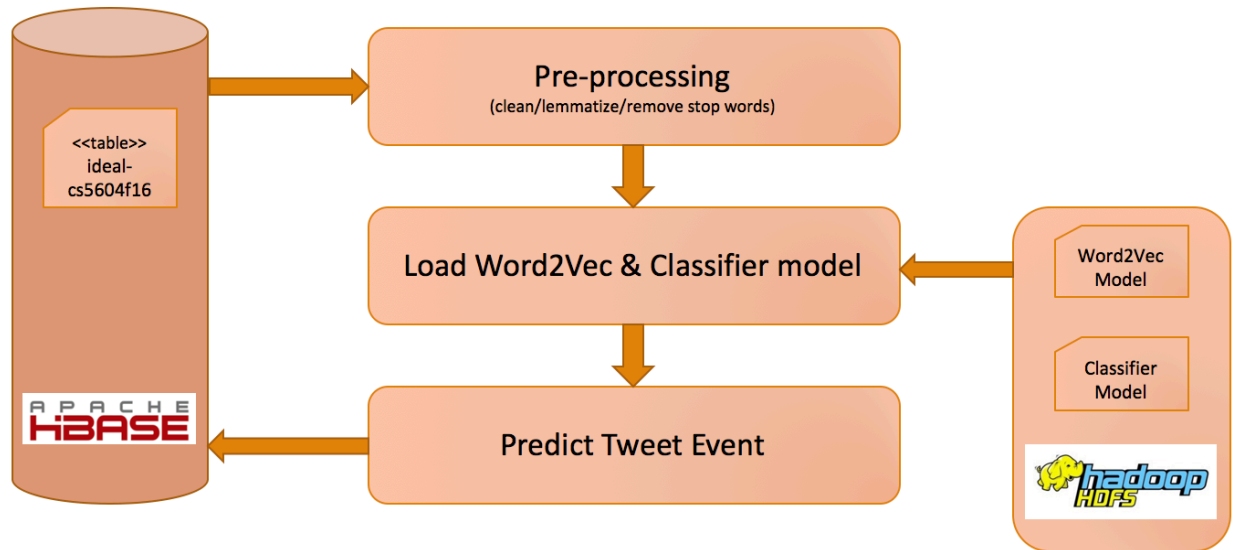 <<table>>
ideal-
cs5604f16
APACHE
HBASE
Pre-processing
(clean/lemmatize/remove stop words)
Load Word2Vec & Classifier model
Predict Tweet Event
Word2Vec
Model
Classifier
Model
hadoop
HDFS